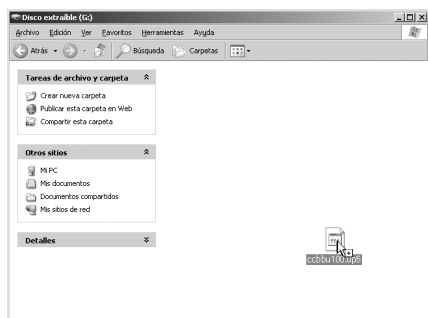 Disco extraíble (G:)
Archivo Edición Ver Favoritos Herramientas Ayuda
Atrás Búsqueda Carpetas
Tareas de archivo y carpeta
Crear nueva carpeta
Publicar esta carpeta en Web
Compartir esta carpeta
Otros sitios
Mi PC
Mis documentos
Documentos compartidos
Mis sitios de red
Detalles
ccbbu100.up6